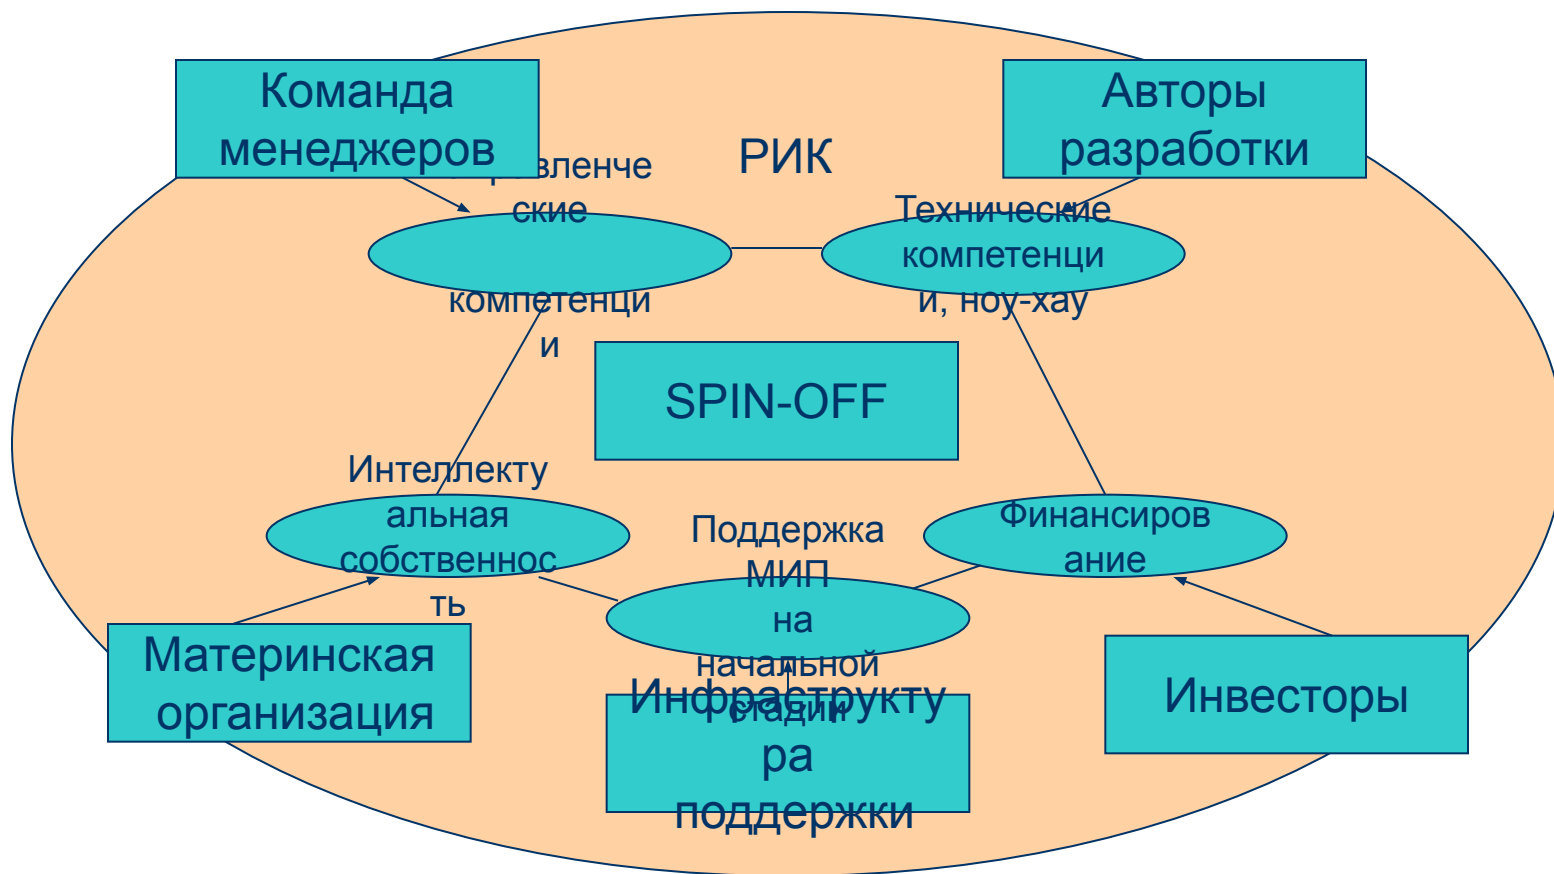 Команда
менеджеров
Авторы
разработки
РИК
ские
компетенци
и
Технические
компетенци
и, ноу-хау
SPIN-OFF
Интеллекту
альная
собственнос
ть
Поддержка
МИП
на
начальной
стадии
Финансиров
ание
Материнская
организация
Инфраструкту
ра
поддержки
Инвесторы